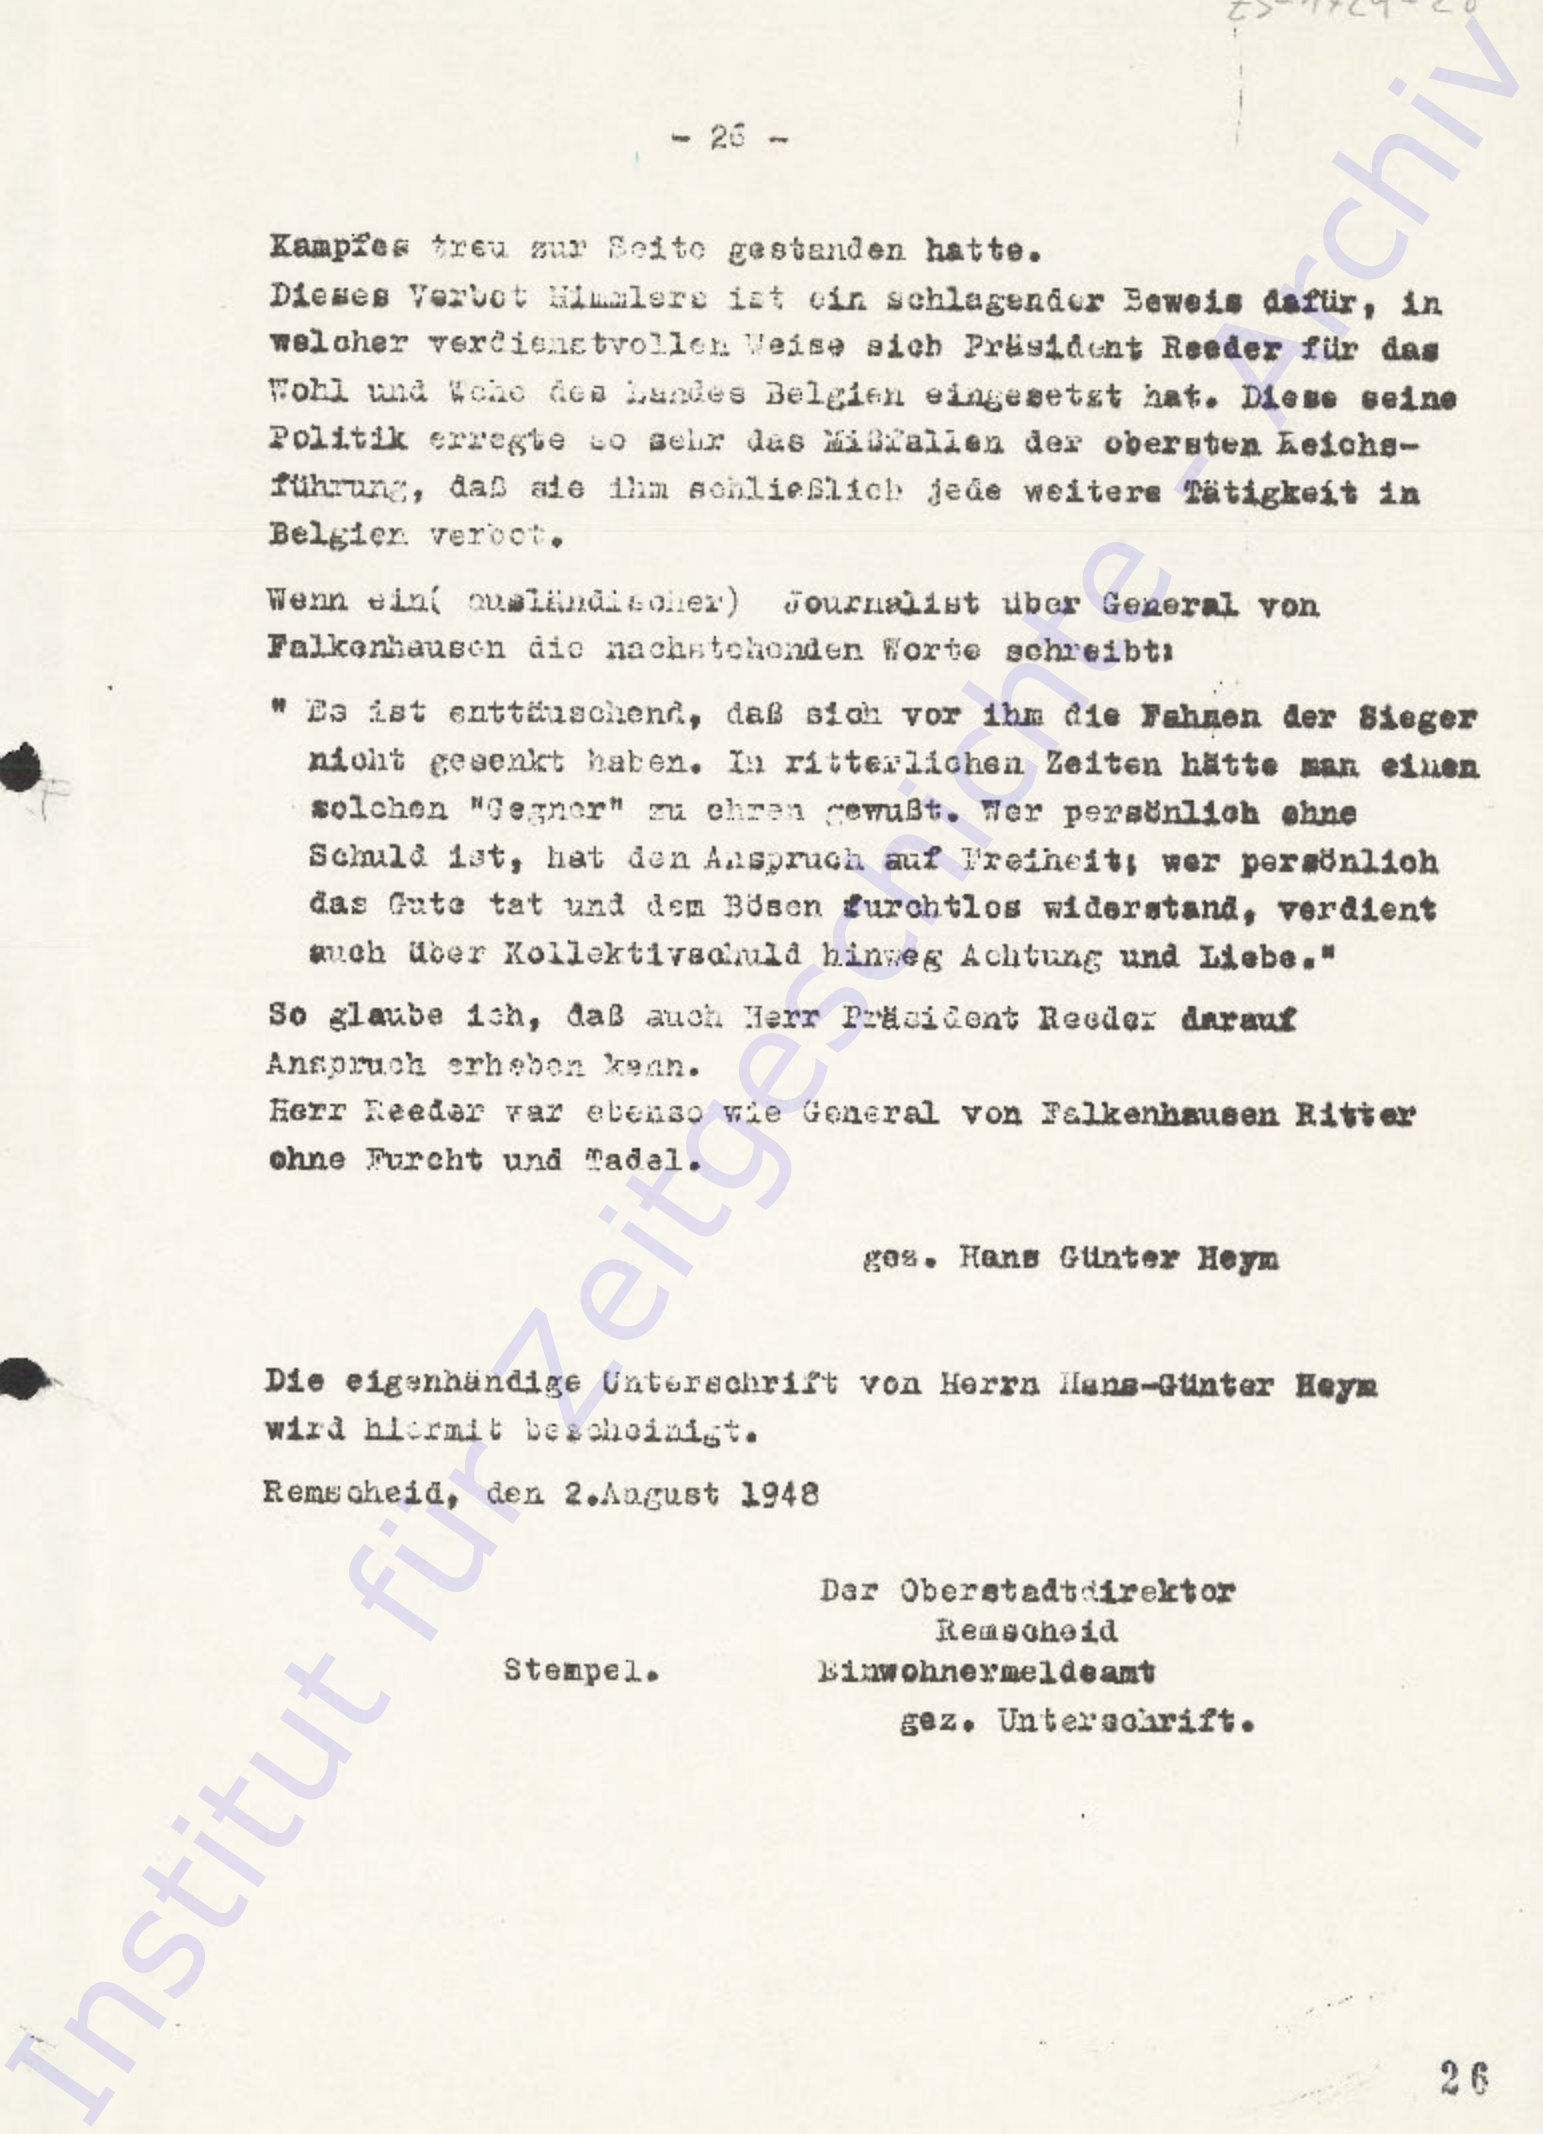 - 26 -
Kampfes treu zur Seite gestanden hatte.
Dieses Verbot Himmlers ist ein schlagender Beweis dafür, in
welcher verdienstvollen Weise sich Präsident Reeder für das
Wohl und Wehe des Landes Belgien eingesetzt hat. Diese seine
Politik erregte so sehr das Mißfallen der obersten Reichs-
führung, daß sie ihm schließlich jede weitere Tätigkeit in
Belgien verbot.
Wenn ein( ausländischer) Journalist über General von
Falkenhausen die nachstehenden Worte schreibt:
" Es ist enttäuschend, daß sich vor ihm die Fahnen der Sieger
nicht gesenkt haben. In ritterlichen Zeiten hätte man einen
solchen "Gegner" zu ehren gewußt. Wer persönlich ohne
Schuld ist, hat den Anspruch auf Freiheit; wer persönlich
das Gute tat und dem Bösen furchtlos widerstand, verdient
auch über Kollektivschuld hinweg Achtung und Liebe."
So glaube ich, daß auch Herr Präsident Reeder darauf
Anspruch erheben kann.
Herr Reeder war ebenso wie General von Falkenhausen Ritter
ohne Furcht und Tadel.
gez. Hans Günter Heym
Die eigenhändige Unterschrift von Herrn Hans-Günter Heym
wird hiermit bescheinigt.
Remscheid, den 2.August 1948
Der Oberstadtdirektor
Remscheid
Stempel. Einwohnermeldeamt
gez. Unterschrift.
26
Institut für Zeitgeschichte - Archiv